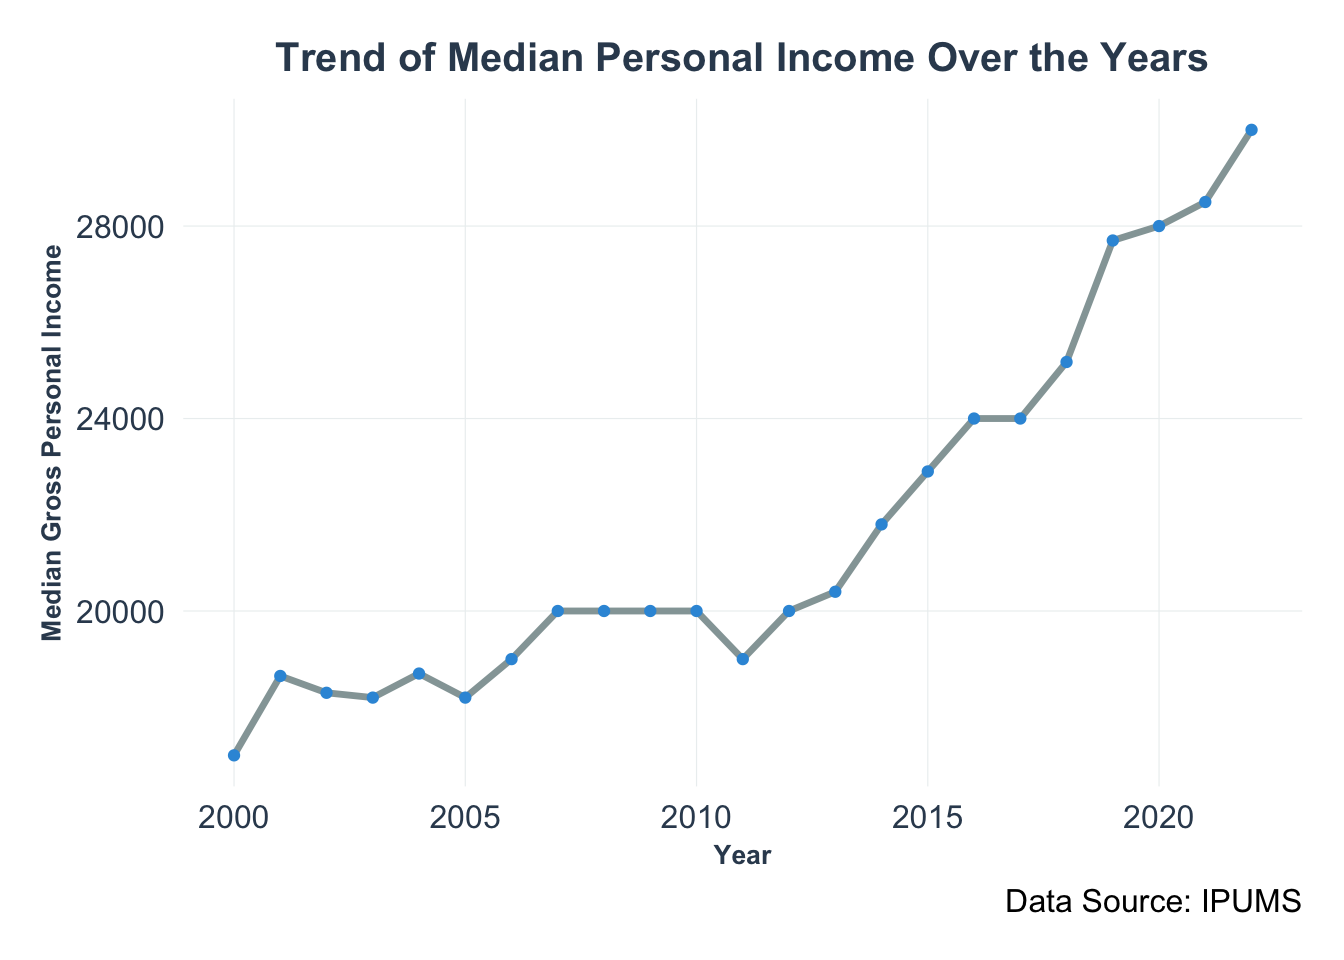 Trend of Median Personal Income Over the Years
Median Gross Personal Income
28000
24000
20000
2000 2005 2010 2015 2020
Year
Data Source: IPUMS